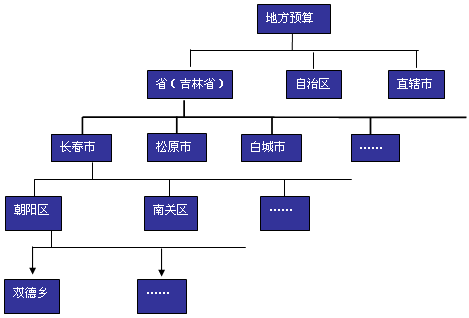 地方预算
省（吉林省）
自治区
直辖市
长春市
松原市
白城市
……
朝阳区
南关区
……
双德乡
……